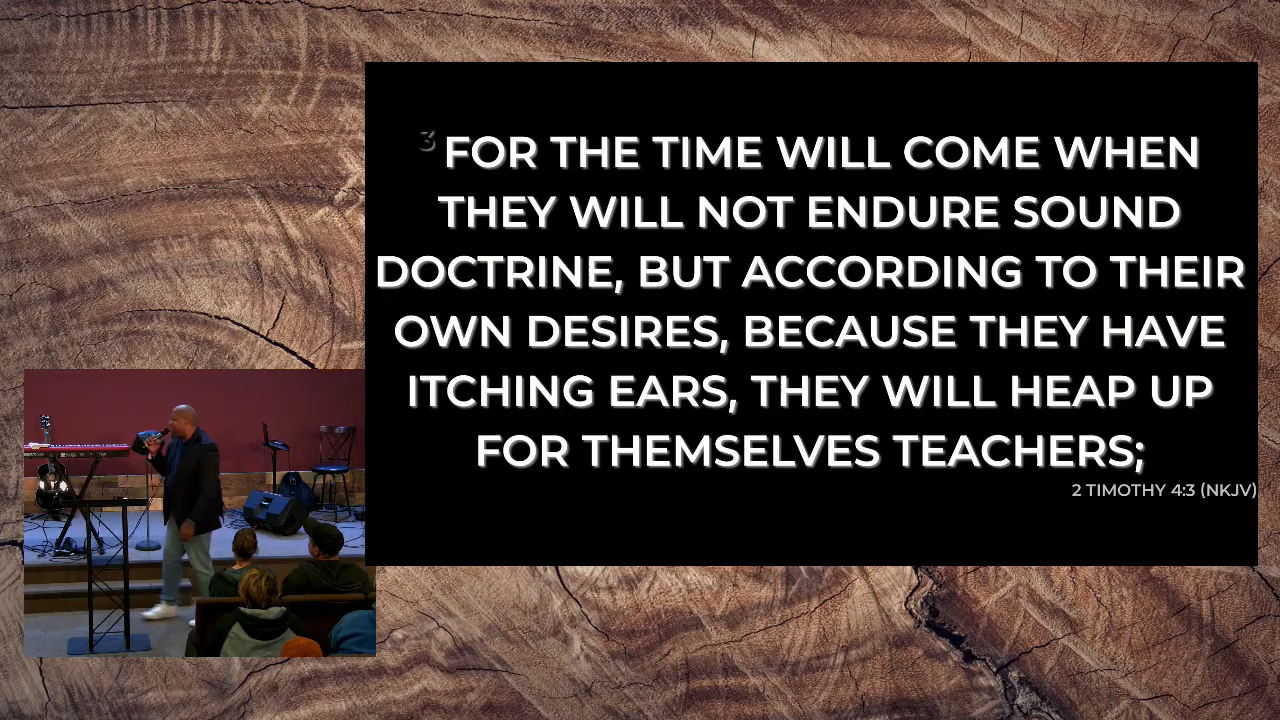 3 FOR THE TIME WILL COME WHEN
THEY WILL NOT ENDURE SOUND
DOCTRINE, BUT ACCORDING TO THEIR
OWN DESIRES, BECAUSE THEY HAVE
ITCHING EARS, THEY WILL HEAP UP
FOR THEMSELVES TEACHERS;
2 TIMOTHY 4:3 (NKJV)